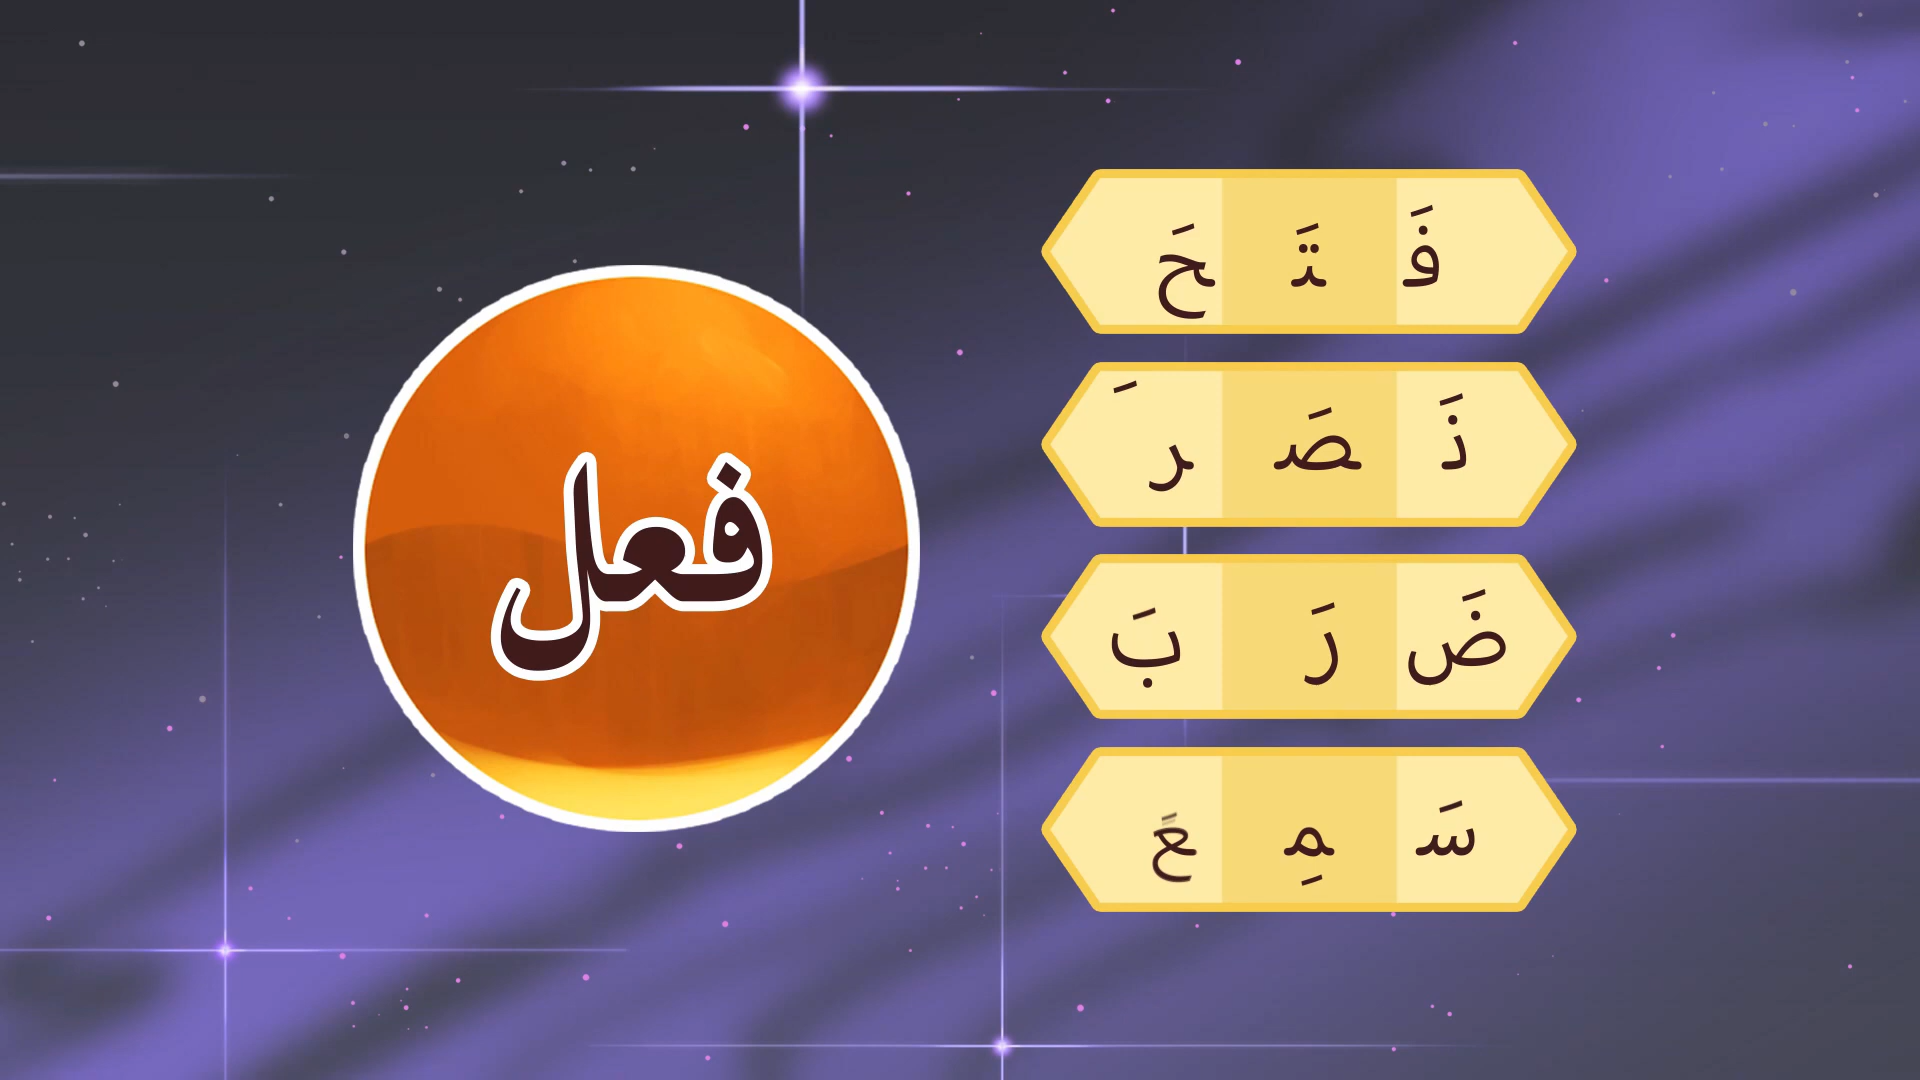 فعل
فَ تَ حَ
نَ صَ رَ
ضَ رَ بَ
سَ مِ عَ